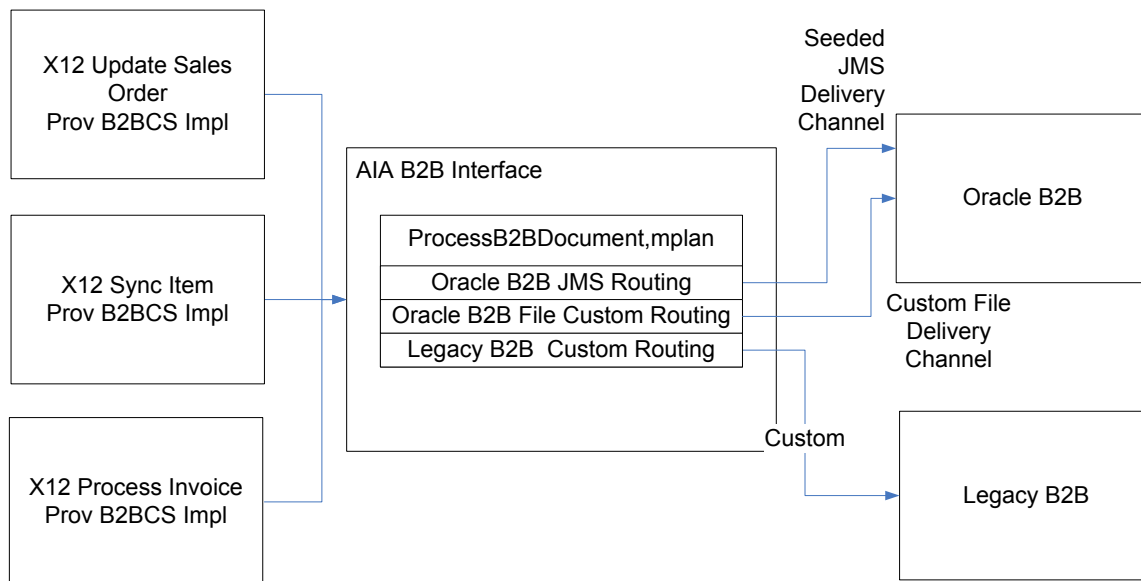 X12 Update Sales
Order
Prov B2BCS Impl
X12 Sync Item
Prov B2BCS Impl
X12 Process Invoice
Prov B2BCS Impl
AIA B2B Interface
ProcessB2BDocument,mplan
Oracle B2B JMS Routing
Oracle B2B File Custom Routing
Legacy B2B  Custom Routing
Seeded
JMS
Delivery
Channel
Oracle B2B
Custom File
Delivery
Channel
Custom
Legacy B2B